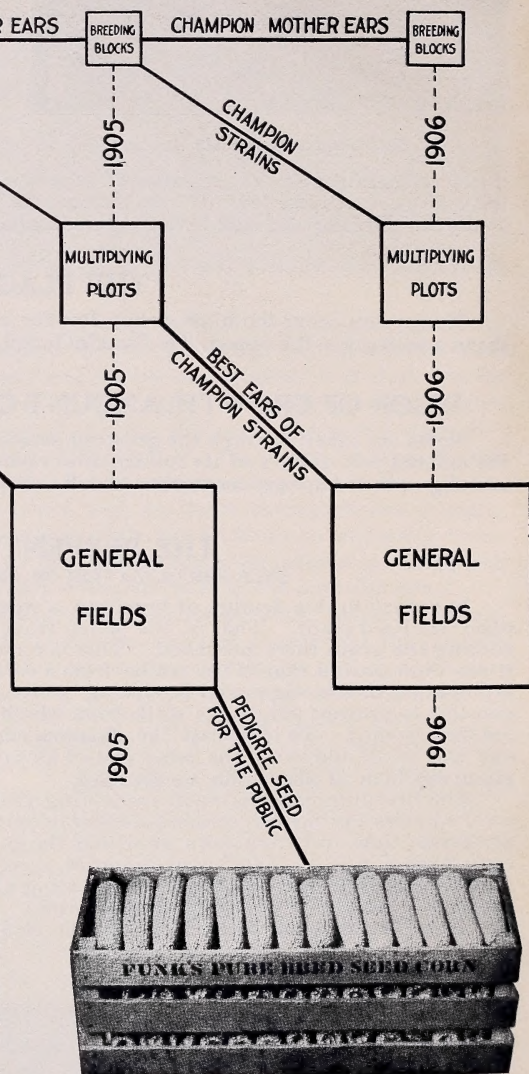 R EARS
CHAMPION MOTHER EARS
BREEDING
BLOCKS
BREEDING
BLOCKS
1905
CHAMPION
STRAINS
1906
MULTIPLYING
PLOTS
MULTIPLYING
PLOTS
1905
BEST EARS OF
CHAMPION STRAINS
1906
GENERAL
FIELDS
GENERAL
FIELDS
1905
PEDIGREE SEED
FOR THE PUBLIC
1906
FUNK'S PURE BRED SEED CORN